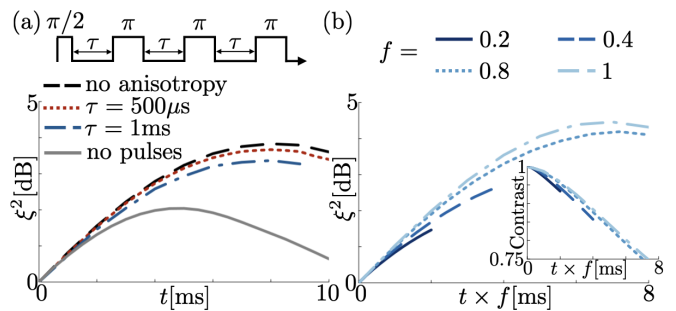 (a) π/2 π π π
τ τ τ
no anisotropy
τ = 500μs
τ = 1ms
no pulses
5
ξ²[dB]
0
0 t[ms] 10
(b)
f = 0.2 0.4
0.8 1
5
ξ²[dB]
0
0 t × f[ms] 8
1
Contrast
0.75
0 t × f[ms] 8